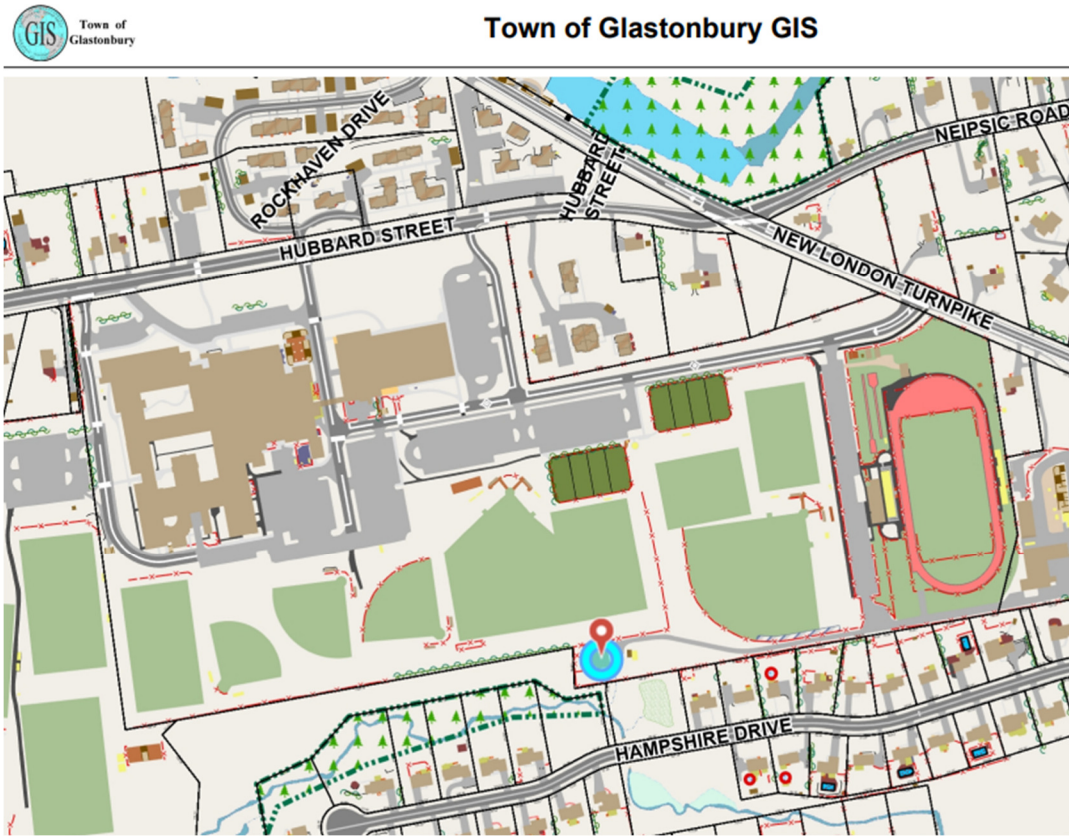 GIS
Town of
Glastonbury
Town of Glastonbury GIS
ROCKHAVEN DRIVE
HUBBARD
STREET
NEIPSIC ROAD
HUBBARD STREET
NEW LONDON TURNPIKE
HAMPSHIRE DRIVE